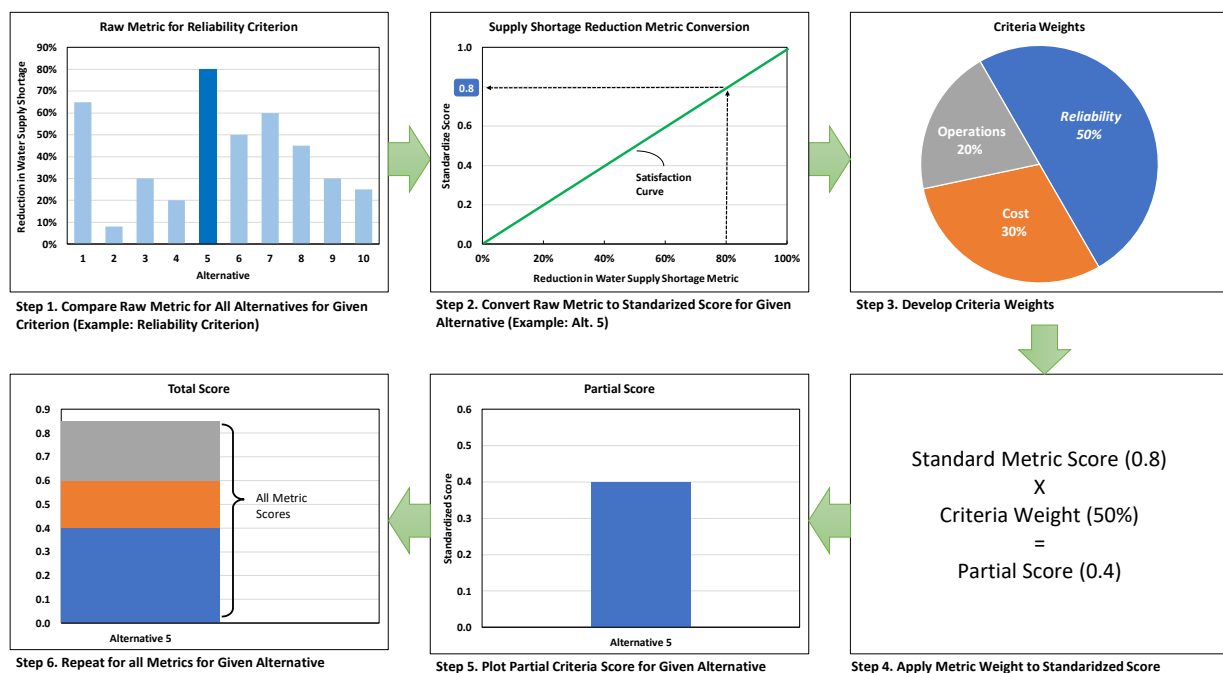 Raw Metric for Reliability Criterion
Reduction in Water Supply Shortage
90%
80%
70%
60%
50%
40%
30%
20%
10%
0%
1 2 3 4 5 6 7 8 9 10
Alternative
Step 1. Compare Raw Metric for All Alternatives for Given
Criterion (Example: Reliability Criterion)
Supply Shortage Reduction Metric Conversion
Standardize Score
1.0
0.8
0.6
0.4
0.2
0.0
Satisfaction
Curve
0% 20% 40% 60% 80% 100%
Reduction in Water Supply Shortage Metric
Step 2. Convert Raw Metric to Standarized Score for Given
Alternative (Example: Alt. 5)
Criteria Weights
Reliability
50%
Operations
20%
Cost
30%
Step 3. Develop Criteria Weights
Standard Metric Score (0.8)
X
Criteria Weight (50%)
=
Partial Score (0.4)
Step 4. Apply Metric Weight to Standaridzed Score
Partial Score
Standardized Score
0.6
0.5
0.4
0.3
0.2
0.1
0.0
Alternative 5
Step 5. Plot Partial Criteria Score for Given Alternative
Total Score
0.9
0.8
0.7
0.6
0.5
0.4
0.3
0.2
0.1
0.0
All Metric
Scores
Alternative 5
Step 6. Repeat for all Metrics for Given Alternative